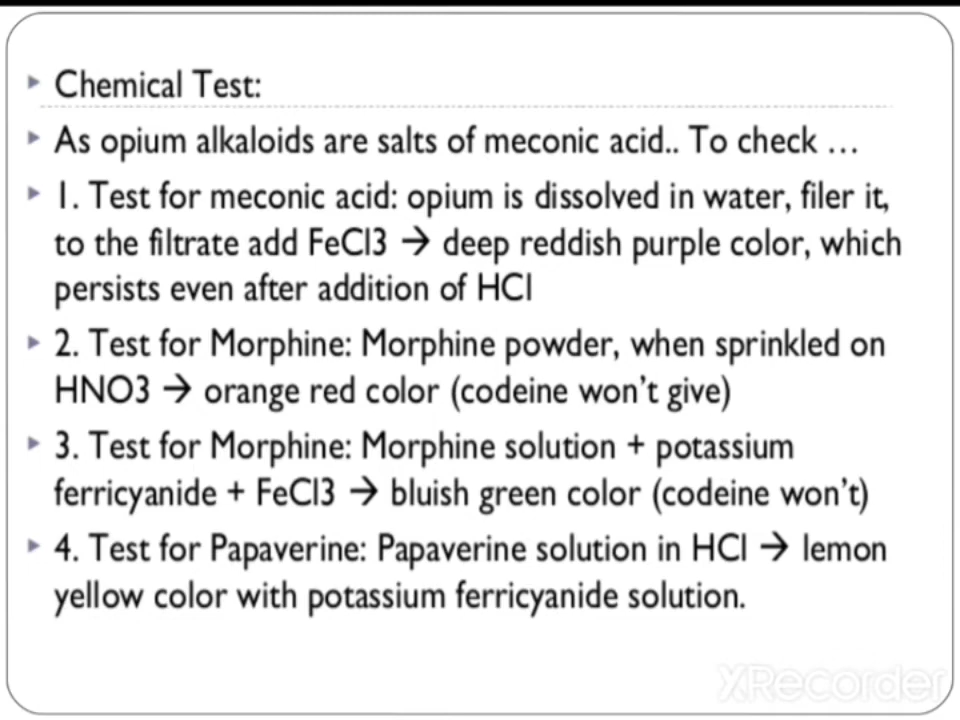 Chemical Test:
As opium alkaloids are salts of meconic acid.. To check ...
1. Test for meconic acid: opium is dissolved in water, filer it,
to the filtrate add FeCl3 → deep reddish purple color, which
persists even after addition of HCl
2. Test for Morphine: Morphine powder, when sprinkled on
HNO3 → orange red color (codeine won't give)
3. Test for Morphine: Morphine solution + potassium
ferricyanide + FeCl3 → bluish green color (codeine won't)
4. Test for Papaverine: Papaverine solution in HCl → lemon
yellow color with potassium ferricyanide solution.
XRecorder